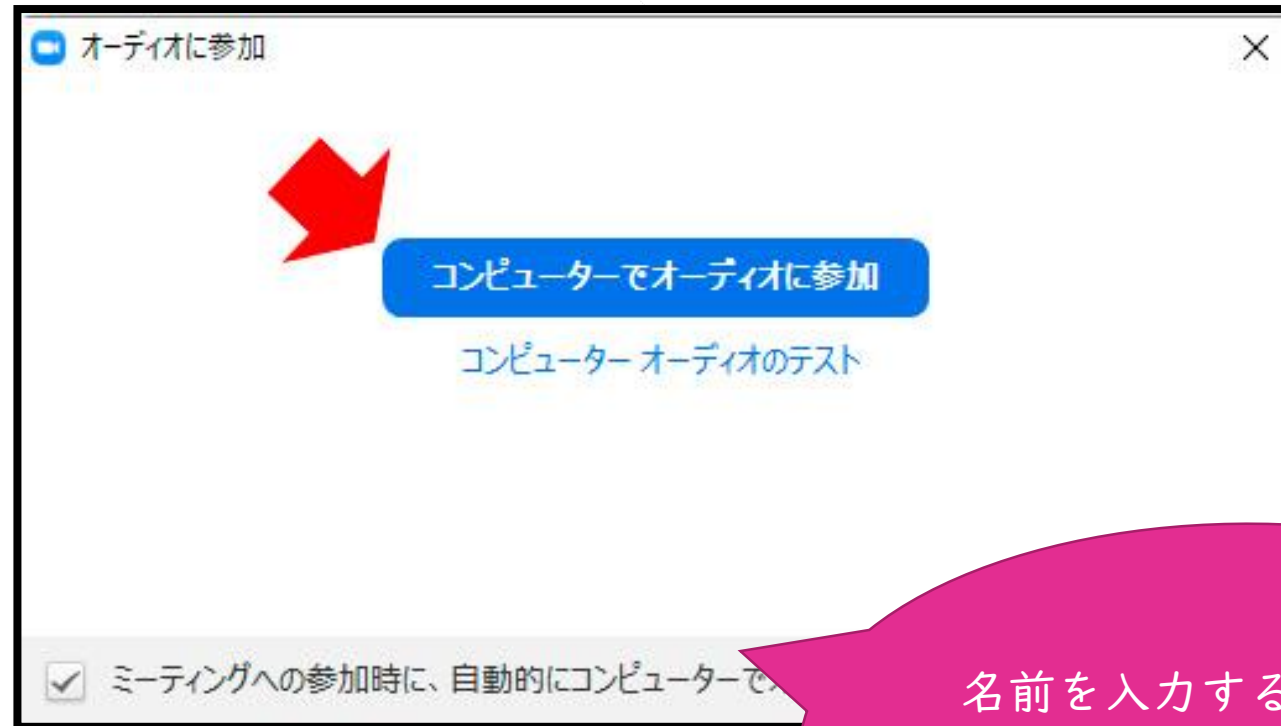 オーディオに参加
コンピューターでオーディオに参加
コンピューター オーディオのテスト
ミーティングへの参加時に、自動的にコンピューターで
名前を入力する